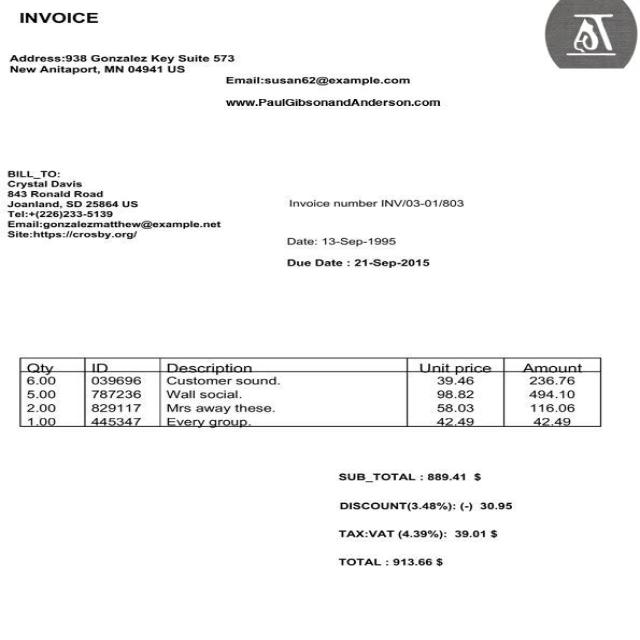 INVOICE
Address:938 Gonzalez Key Suite 573
New Anitaport, MN 04941 US
Email:susan62@example.com
www.PaulGibsonandAnderson.com
BILL_TO:
Crystal Davis
843 Ronald Road
Joanland, SD 25864 US
Tel:+(226)233-5139
Email:gonzalezmatthew@example.net
Site:https://crosby.org/
Invoice number INV/03-01/803
Date: 13-Sep-1995
Due Date : 21-Sep-2015
Qty ID Description Unit price Amount
6.00 039696 Customer sound. 39.46 236.76
5.00 787236 Wall social. 98.82 494.10
2.00 829117 Mrs away these. 58.03 116.06
1.00 445347 Every group. 42.49 42.49
SUB_TOTAL : 889.41 $
DISCOUNT(3.48%): (-) 30.95
TAX:VAT (4.39%): 39.01 $
TOTAL : 913.66 $